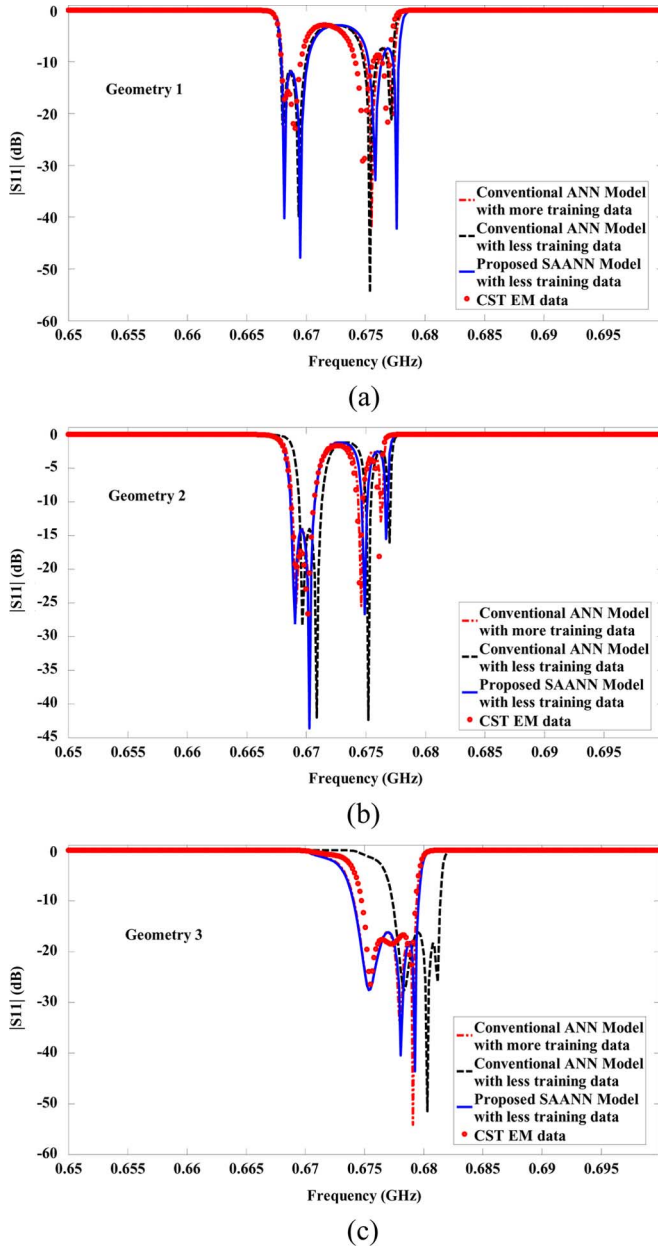 0
-10
-20
-30
-40
-50
-60
|S11| (dB)
Geometry 1
Conventional ANN Model
with more training data
Conventional ANN Model
with less training data
Proposed SAANN Model
with less training data
CST EM data
0.65 0.655 0.66 0.665 0.67 0.675 0.68 0.685 0.69 0.695
Frequency (GHz)
(a)
0
-5
-10
-15
-20
-25
-30
-35
-40
-45
|S11| (dB)
Geometry 2
Conventional ANN Model
with more training data
Conventional ANN Model
with less training data
Proposed SAANN Model
with less training data
CST EM data
0.65 0.655 0.66 0.665 0.67 0.675 0.68 0.685 0.69 0.695
Frequency (GHz)
(b)
0
-10
-20
-30
-40
-50
-60
|S11| (dB)
Geometry 3
Conventional ANN Model
with more training data
Conventional ANN Model
with less training data
Proposed SAANN Model
with less training data
CST EM data
0.65 0.655 0.66 0.665 0.67 0.675 0.68 0.685 0.69 0.695
Frequency (GHz)
(c)